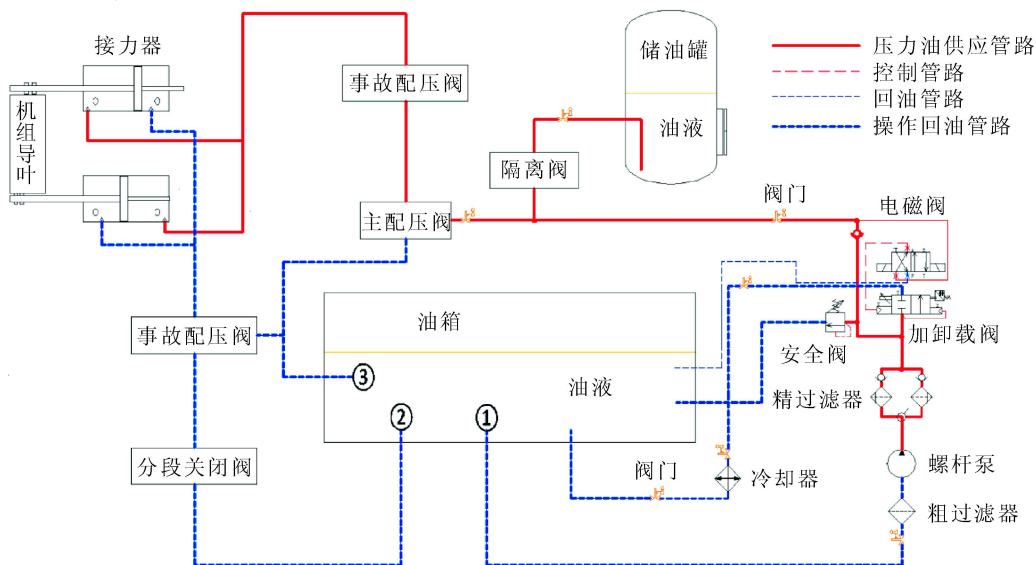 接力器
机组导叶
事故配压阀
储油罐
油液
隔离阀
压力油供应管路
控制管路
回油管路
操作回油管路
主配压阀
阀门
电磁阀
油箱
事故配压阀
安全阀
加卸载阀
③
油液
②
①
精过滤器
分段关闭阀
阀门
冷却器
螺杆泵
粗过滤器